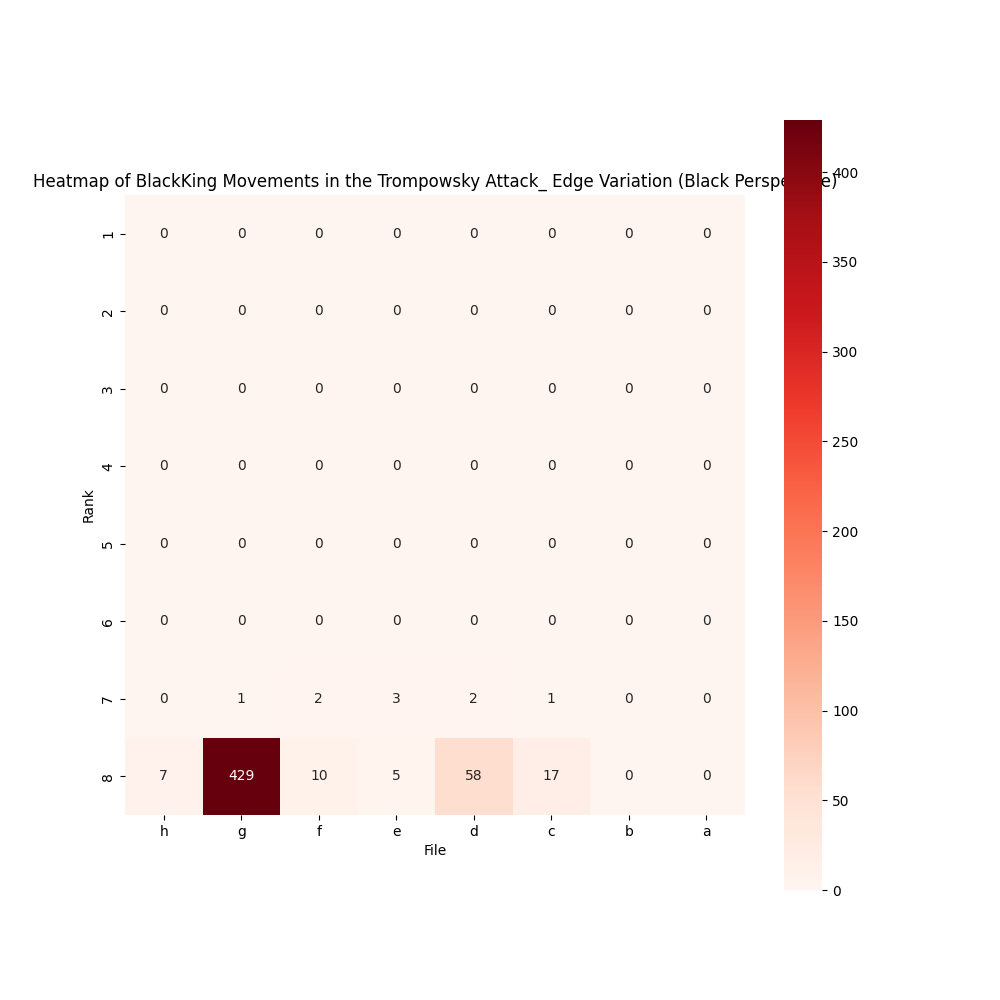 Heatmap of BlackKing Movements in the Trompowsky Attack_ Edge Variation (Black Perspe e)
400
350
300
250
200
150
100
50
0
Rank
1 0 0 0 0 0 0 0 0
2 0 0 0 0 0 0 0 0
3 0 0 0 0 0 0 0 0
4 0 0 0 0 0 0 0 0
5 0 0 0 0 0 0 0 0
6 0 0 0 0 0 0 0 0
7 0 1 2 3 2 1 0 0
8 7 429 10 5 58 17 0 0
h g f e d c b a
File